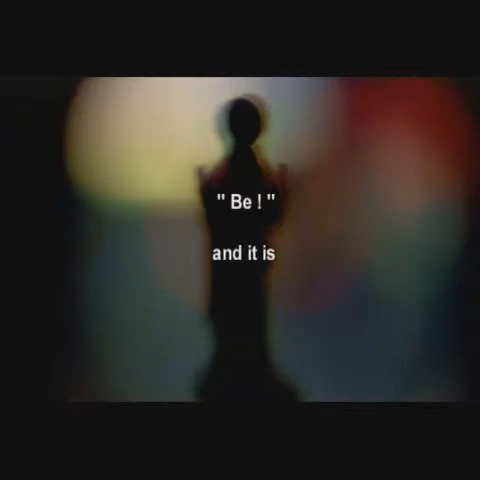 " Be ! "
and it is